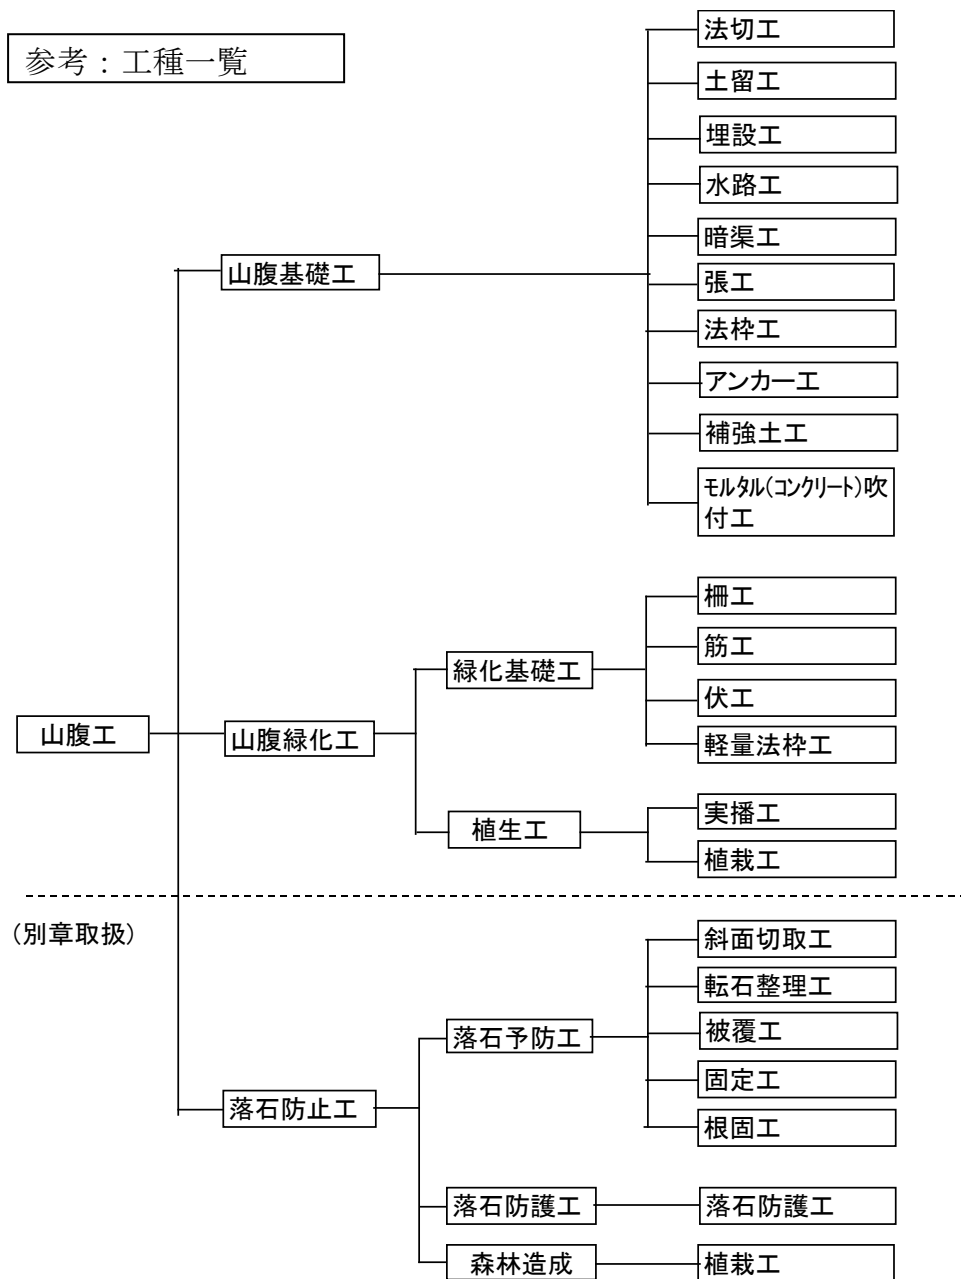 参考：工種一覧
法切工
土留工
埋設工
水路工
暗渠工
山腹基礎工
張工
法枠工
アンカー工
補強土工
モルタル(コンクリート)吹
付工
柵工
筋工
緑化基礎工
伏工
山腹工
山腹緑化工
軽量法枠工
実播工
植生工
植栽工
(別章取扱)
斜面切取工
転石整理工
落石予防工
被覆工
固定工
落石防止工
根固工
落石防護工
落石防護工
森林造成
植栽工